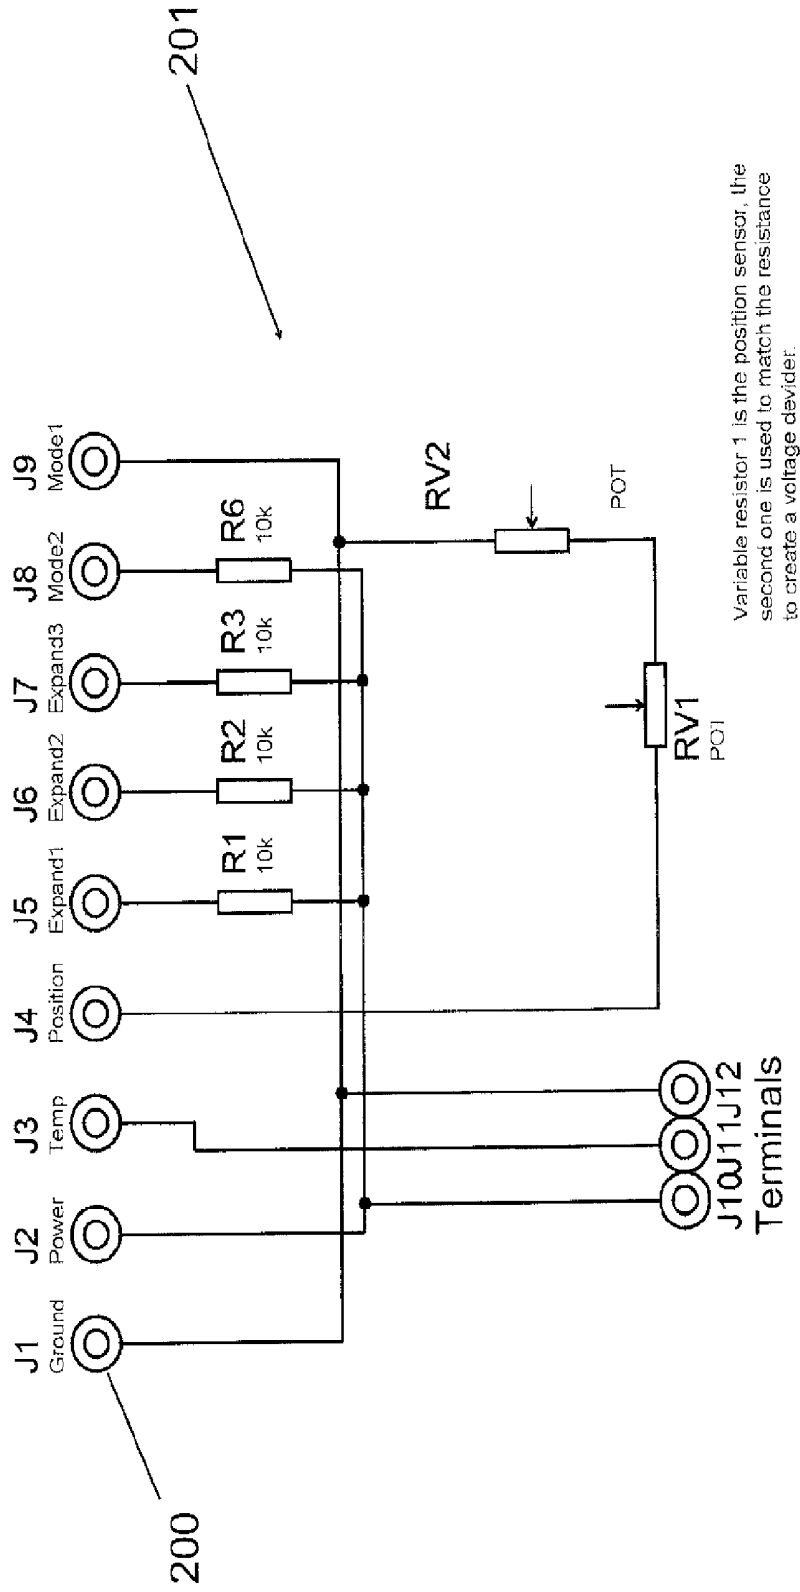 201
J1
Ground
J2
Power
J3
Temp
J4
Position
J5
Expand1
J6
Expand2
J7
Expand3
J8
Mode2
J9
Mode1
200
R1
10k
R2
10k
R3
10k
R6
10k
RV2
POT
RV1
POT
J10J11J12
Terminals
Variable resistor 1 is the position sensor, the
second one is used to match the resistance
to create a voltage devider.